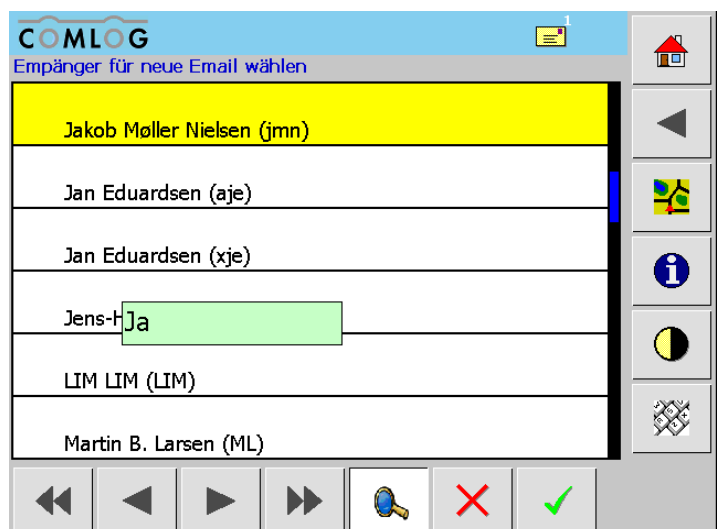 COMLOG
1
Empänger für neue Email wählen
Jakob Møller Nielsen (jmn)
Jan Eduardsen (aje)
Jan Eduardsen (xje)
Jens-
Ja
LIM LIM (LIM)
Martin B. Larsen (ML)